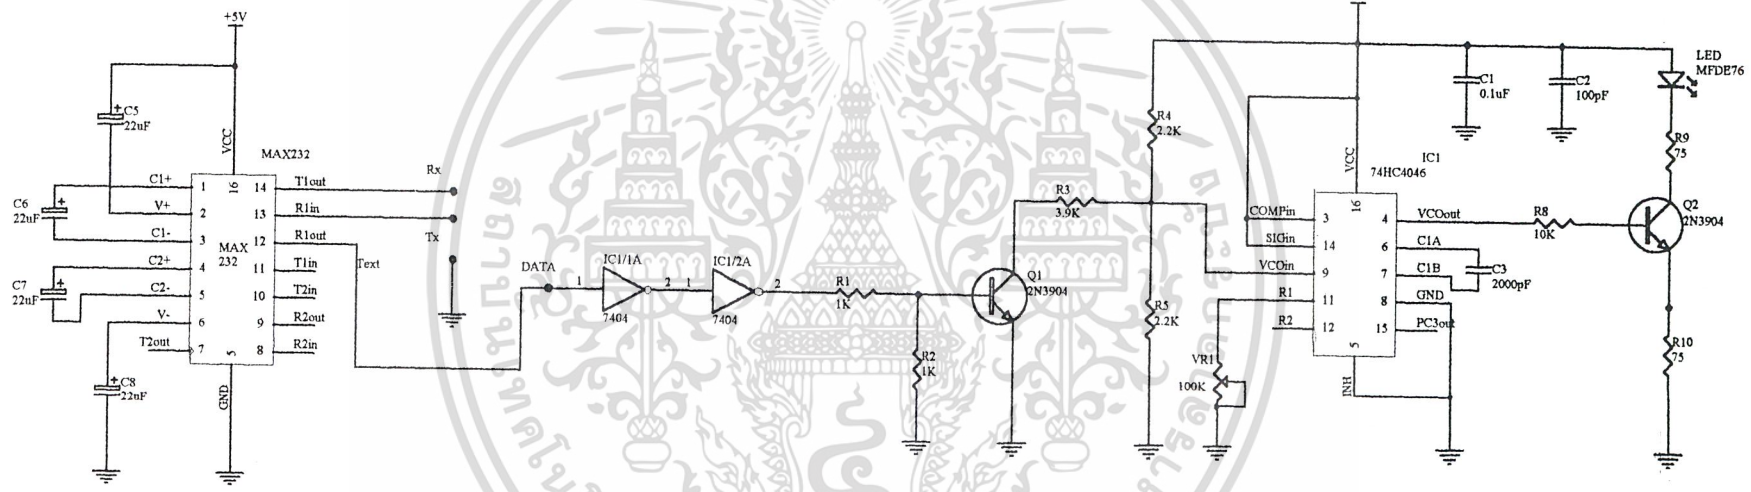 +5V
C5
22uF
VCC
MAX232
C1+
1
16
14
T1out
Rx
V+
2
13
R1in
C6
22uF
C1-
3
12
R1out
Tx
MAX
232
C2+
4
11
T1in
Text
C7
22uF
C2-
5
10
T2in
V-
6
9
R2out
T2out
7
5
8
R2in
C8
22uF
GND
DATA
1
IC1/1A
2
1
IC1/2A
2
7404
7404
R1
1K
R2
1K
Q1
2N3904
R3
3.9K
R4
2.2K
R5
2.2K
VCC
IC1
74HC4046
COMPin
3
16
4
VCOout
SIGin
14
6
C1A
VCOin
9
7
C1B
R1
11
8
GND
R2
12
15
PC3out
5
INH
VR1
100K
C3
2000pF
C1
0.1uF
C2
100pF
LED
MFDE76
R9
75
Q2
2N3904
R8
10K
R10
75